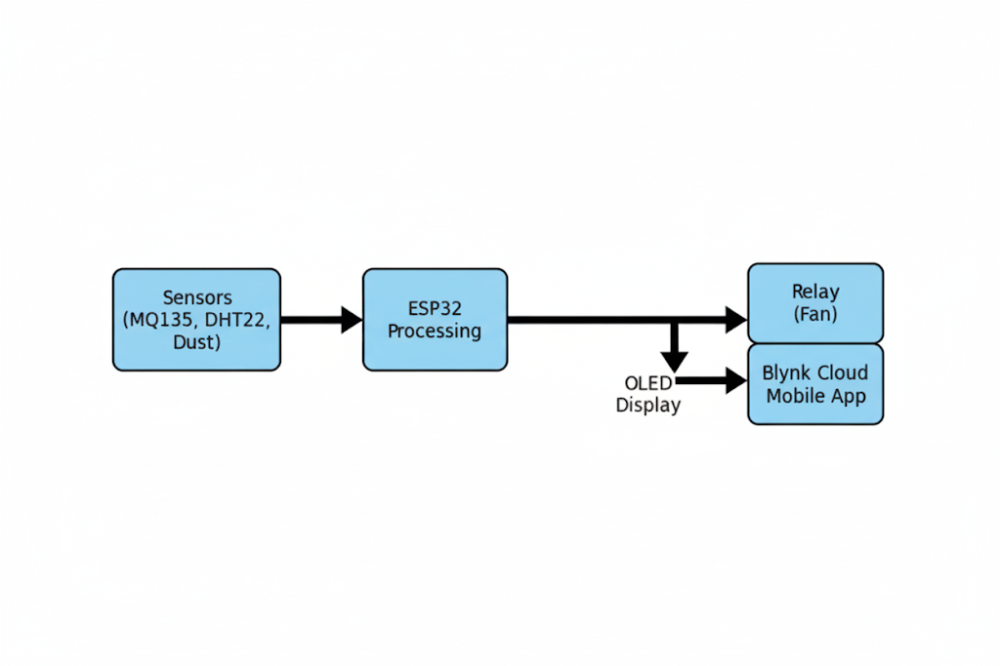 Sensors
(MQ135, DHT22,
Dust)
ESP32
Processing
Relay
(Fan)
OLED
Display
Blynk Cloud
Mobile App